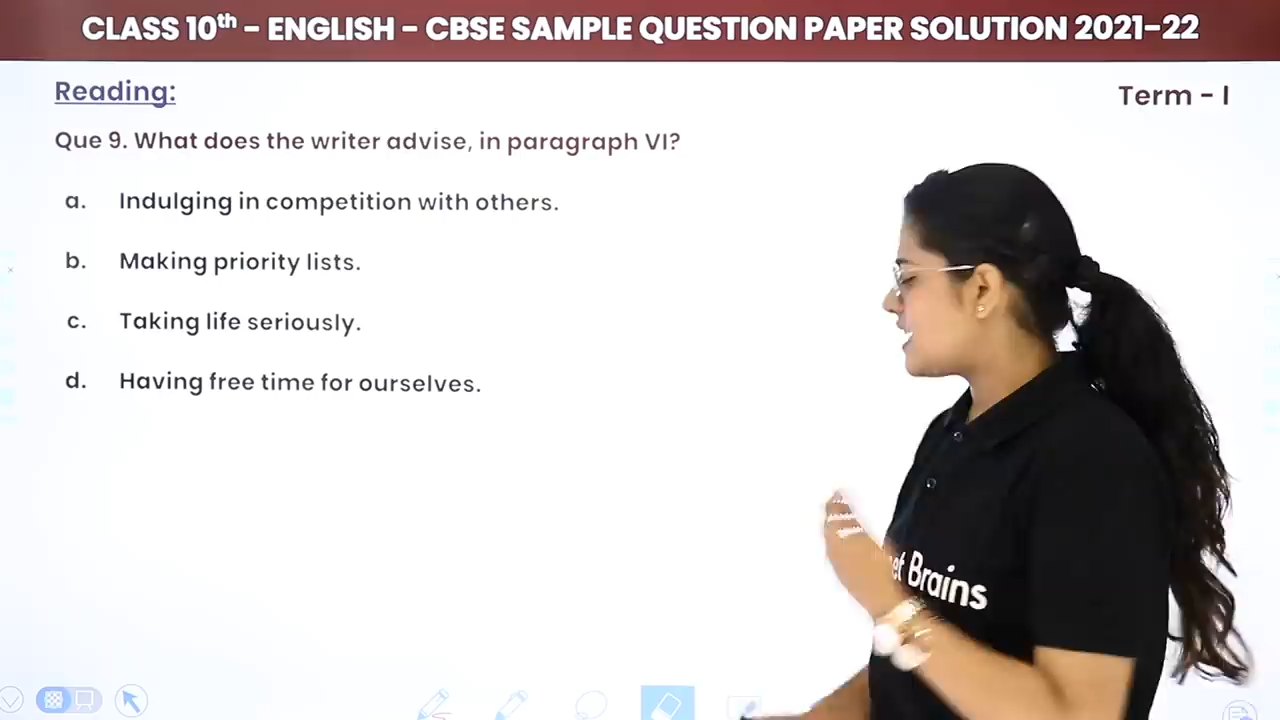 CLASS 10th - ENGLISH - CBSE SAMPLE QUESTION PAPER SOLUTION 2021-22
Reading:
Term - I
Que 9. What does the writer advise, in paragraph VI?
a. Indulging in competition with others.
b. Making priority lists.
c. Taking life seriously.
d. Having free time for ourselves.
et Brains